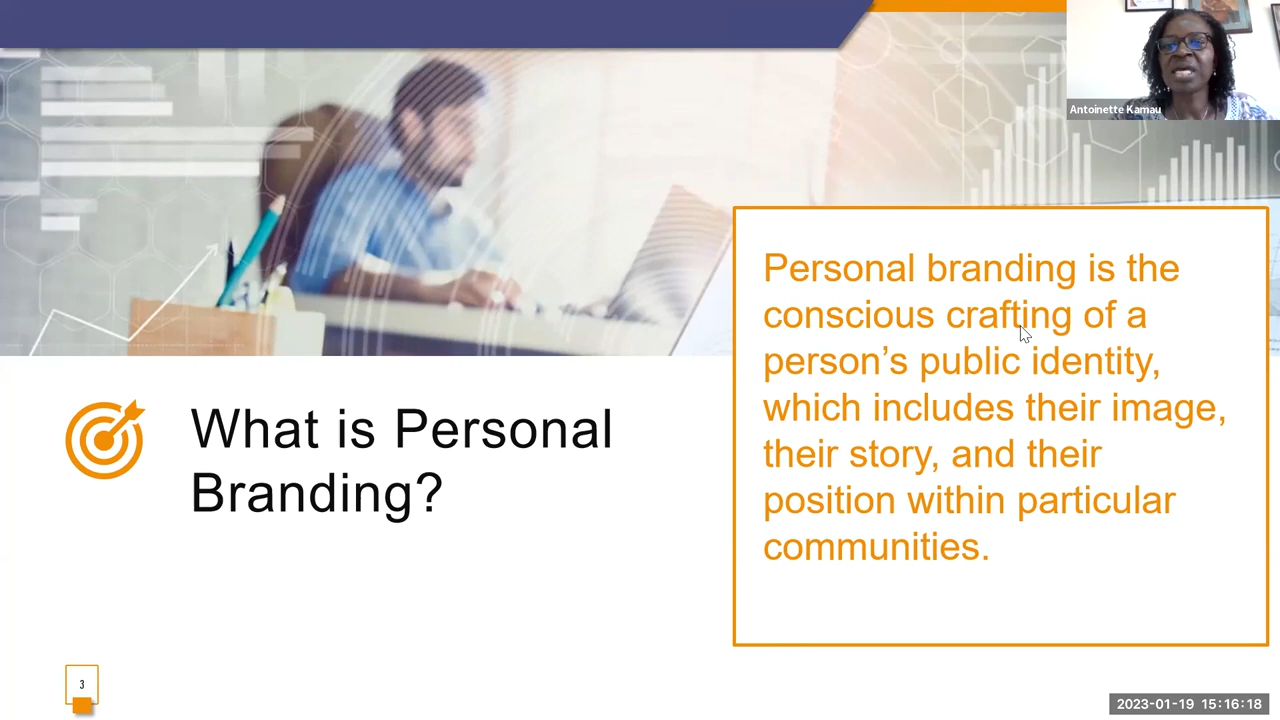 Antoinette Kamau
Personal branding is the
conscious crafting of a
person’s public identity,
which includes their image,
their story, and their
position within particular
communities.
What is Personal
Branding?
3
2023-01-19 15:16:18